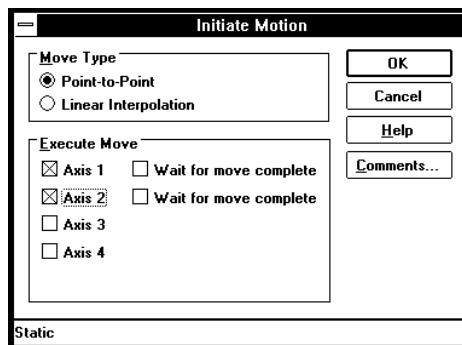 Initiate Motion
Move Type
Point-to-Point
Linear Interpolation
OK
Cancel
Help
Comments...
Execute Move
Axis 1 Wait for move complete
Axis 2 Wait for move complete
Axis 3
Axis 4
Static